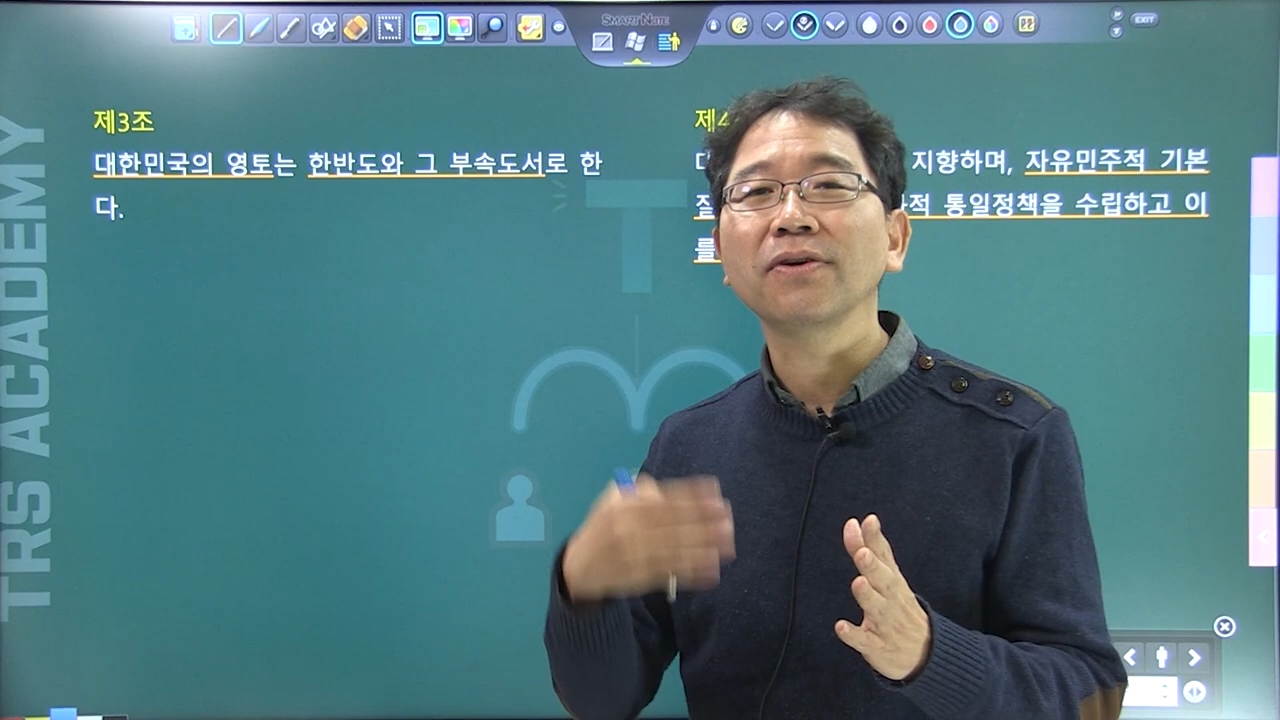 SMART NOTE
EXIT
제3조
대한민국의 영토는 한반도와 그 부속도서로 한
다.
제4
지향하며, 자유민주적 기본
적 통일정책을 수립하고 이
를
TRS ACADEMY